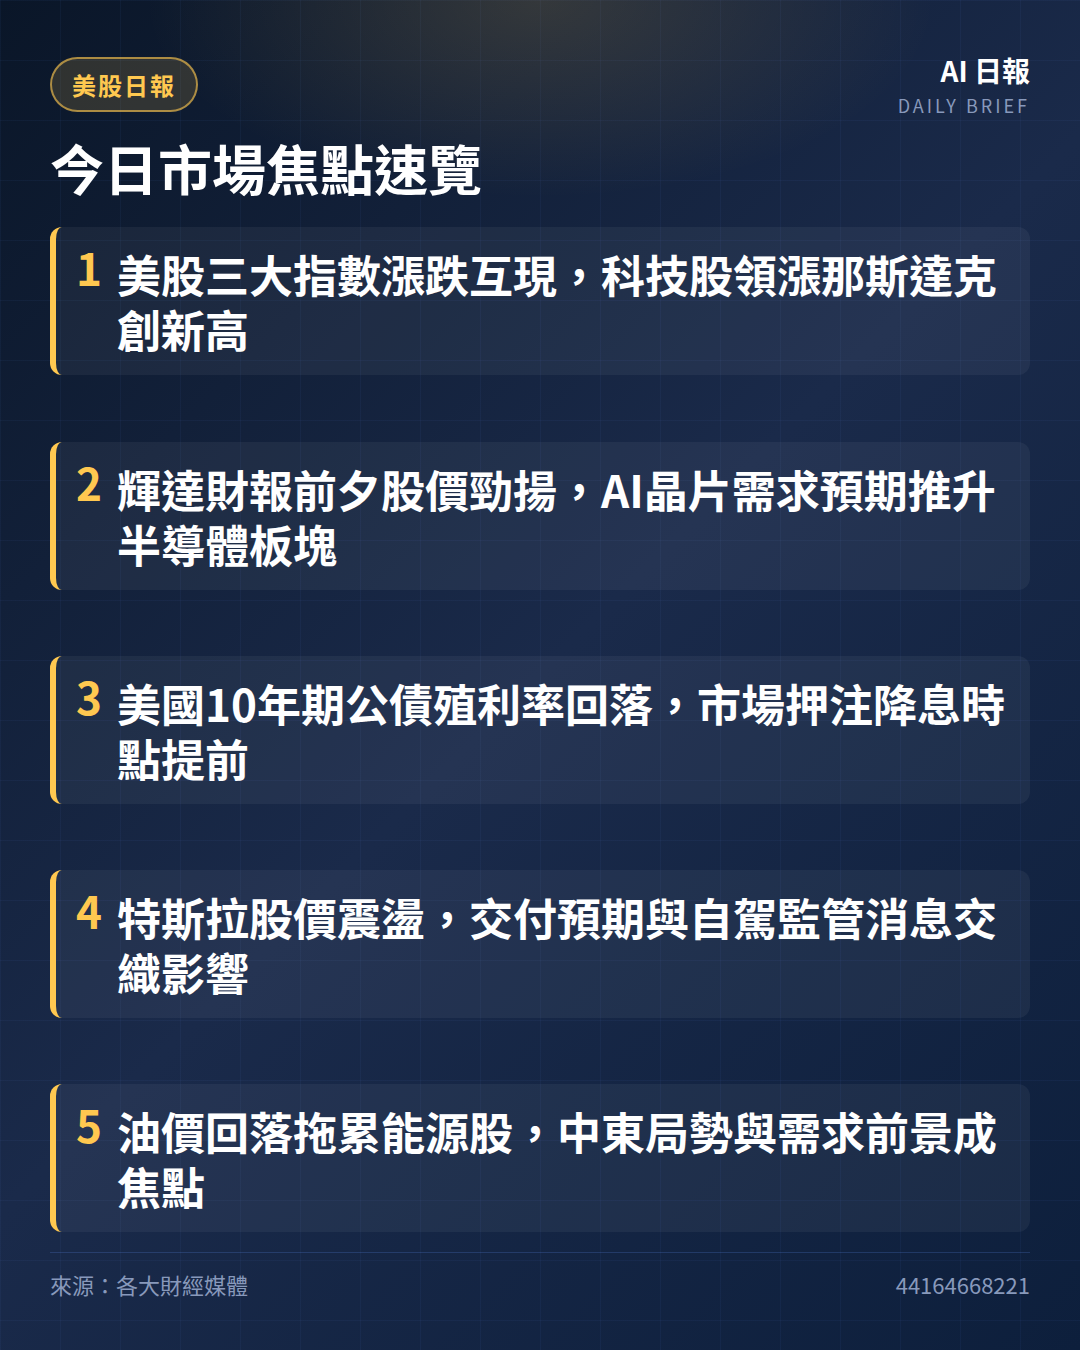 美股日報
AI 日報
DAILY BRIEF
今日市場焦點速覽
1 美股三大指數漲跌互現，科技股領漲那斯達克
創新高
2 輝達財報前夕股價勁揚，AI晶片需求預期推升
半導體板塊
3 美國10年期公債殖利率回落，市場押注降息時
點提前
4 特斯拉股價震盪，交付預期與自駕監管消息交
織影響
5 油價回落拖累能源股，中東局勢與需求前景成
焦點
來源：各大財經媒體
44164668221